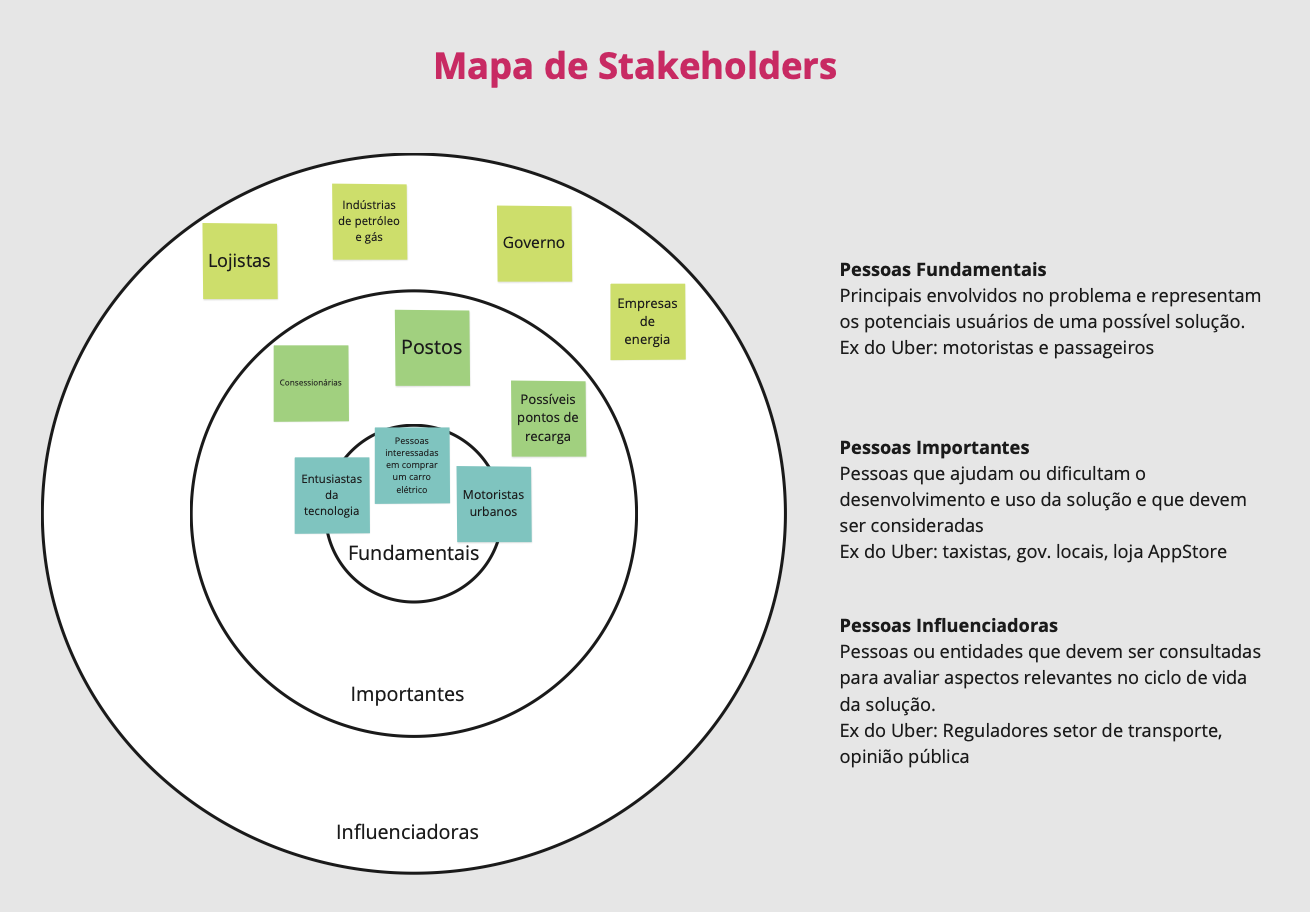 Mapa de Stakeholders
Indústrias
de petróleo
e gás
Lojistas
Governo
Empresas
de
energia
Postos
Consessionárias
Possíveis
pontos de
recarga
Pessoas
interessadas
em comprar
um carro
elétrico
Entusiastas
da
tecnologia
Motoristas
urbanos
Fundamentais
Importantes
Influenciadoras
Pessoas Fundamentais
Principais envolvidos no problema e representam
os potenciais usuários de uma possível solução.
Ex do Uber: motoristas e passageiros
Pessoas Importantes
Pessoas que ajudam ou dificultam o
desenvolvimento e uso da solução e que devem
ser consideradas
Ex do Uber: taxistas, gov. locais, loja AppStore
Pessoas Influenciadoras
Pessoas ou entidades que devem ser consultadas
para avaliar aspectos relevantes no ciclo de vida
da solução.
Ex do Uber: Reguladores setor de transporte,
opinião pública